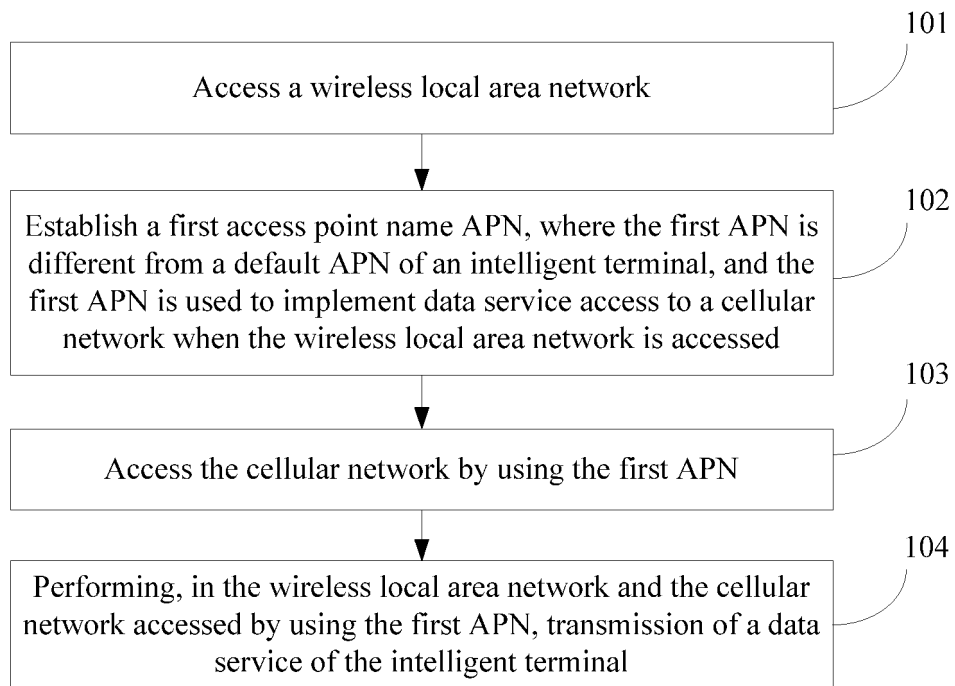 101
Access a wireless local area network
102
Establish a first access point name APN, where the first APN is
different from a default APN of an intelligent terminal, and the
first APN is used to implement data service access to a cellular
network when the wireless local area network is accessed
103
Access the cellular network by using the first APN
104
Performing, in the wireless local area network and the cellular
network accessed by using the first APN, transmission of a data
service of the intelligent terminal